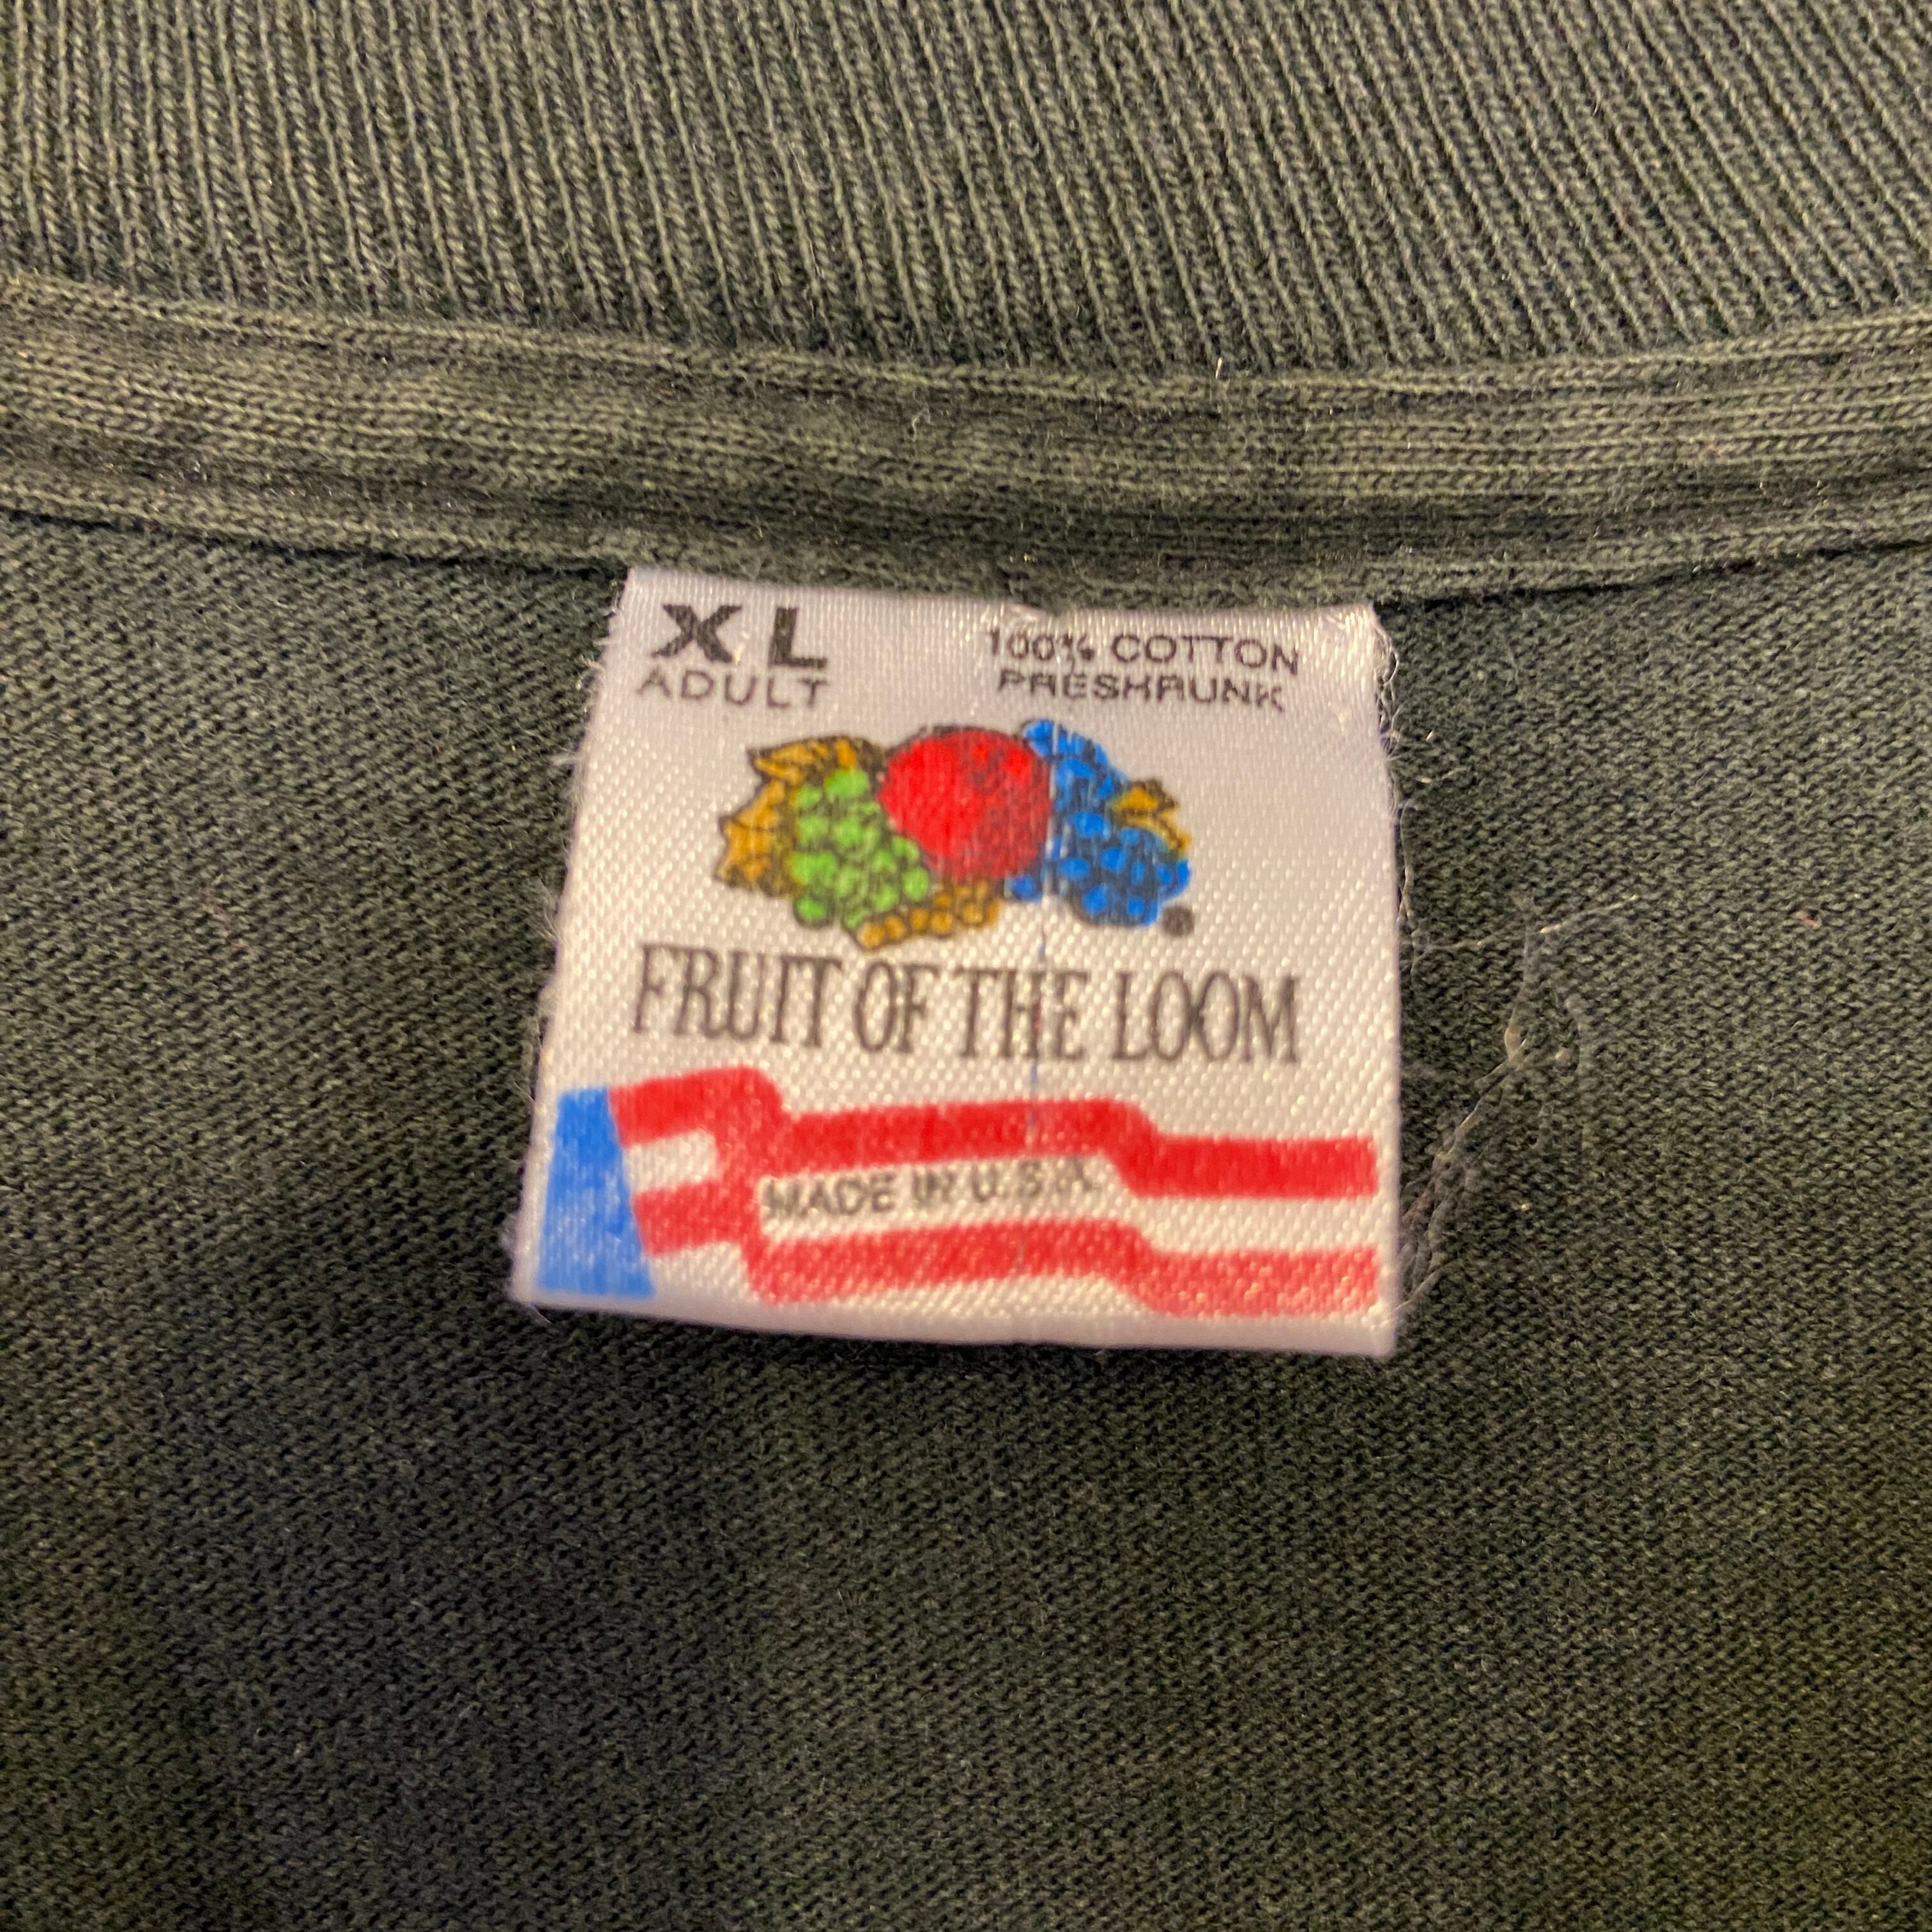 XL
ADULT
100% COTTON
PRESHRUNK
FRUIT OF THE LOOM
MADE IN U.S.A.